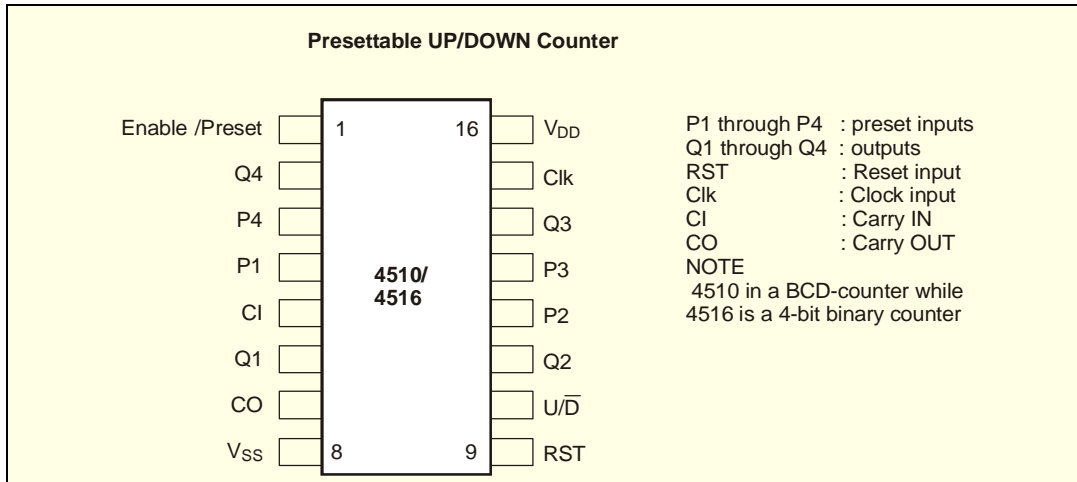 Presettable UP/DOWN Counter
Enable /Preset 1 16 VDD
Q4 Clk
P4 Q3
P1 P3
4510/
4516
CI P2
Q1 Q2
CO U/D̅
VSS 8 9 RST
P1 through P4 : preset inputs
Q1 through Q4 : outputs
RST : Reset input
Clk : Clock input
CI : Carry IN
CO : Carry OUT
NOTE
4510 in a BCD-counter while
4516 is a 4-bit binary counter